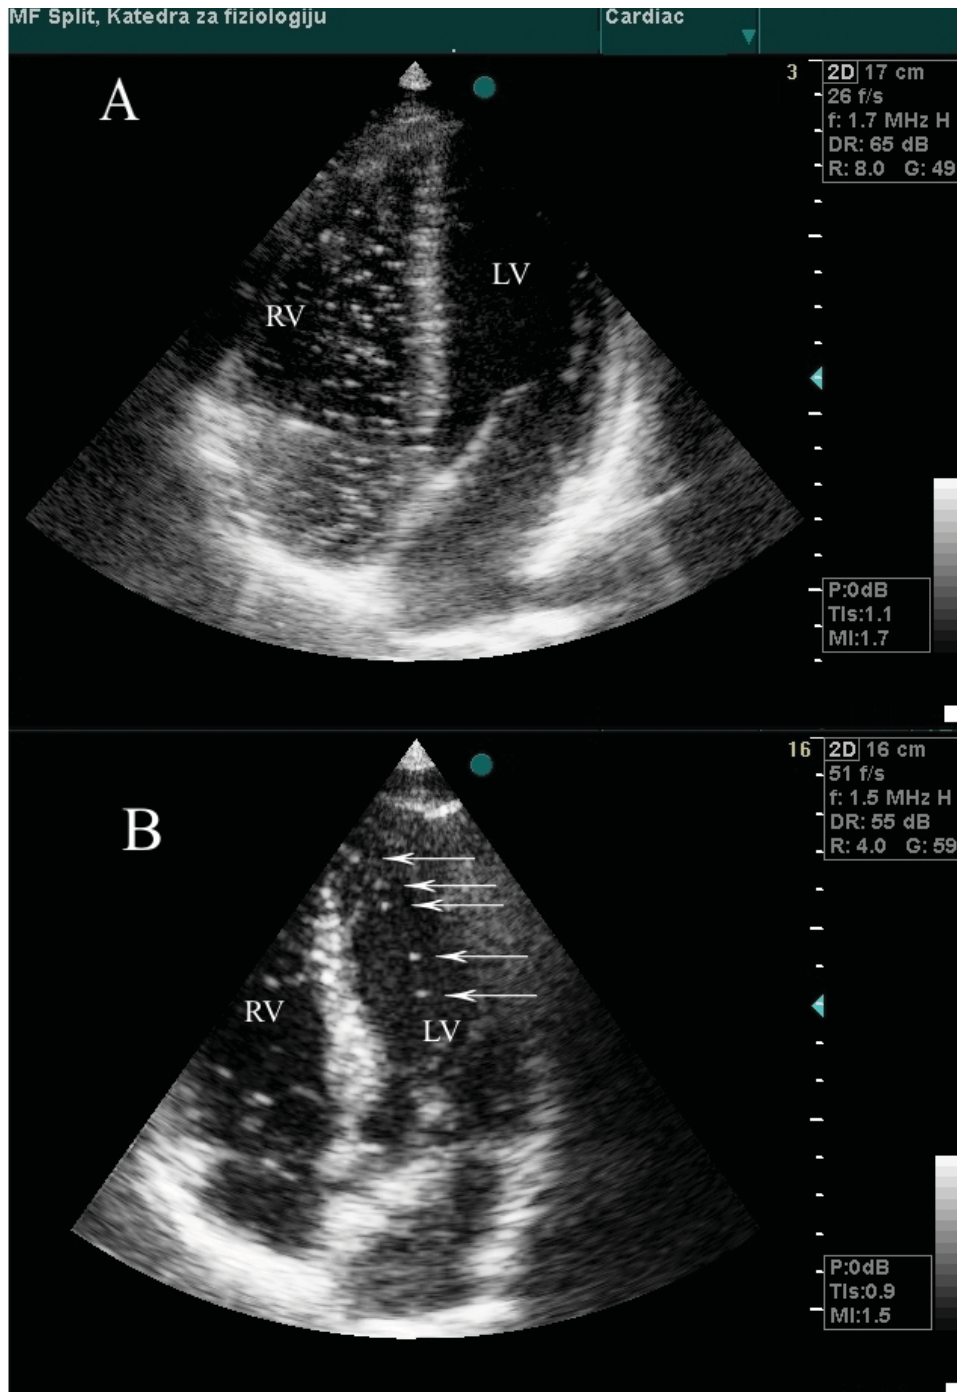 MF Split, Katedra za fiziologiju
Cardiac
A
3
2D 17 cm
26 f/s
f: 1.7 MHz H
DR: 65 dB
R: 8.0 G: 49
LV
RV
P:0dB
TIs:1.1
MI:1.7
B
16
2D 16 cm
51 f/s
f: 1.5 MHz H
DR: 55 dB
R: 4.0 G: 59
RV
LV
P:0dB
TIs:0.9
MI:1.5